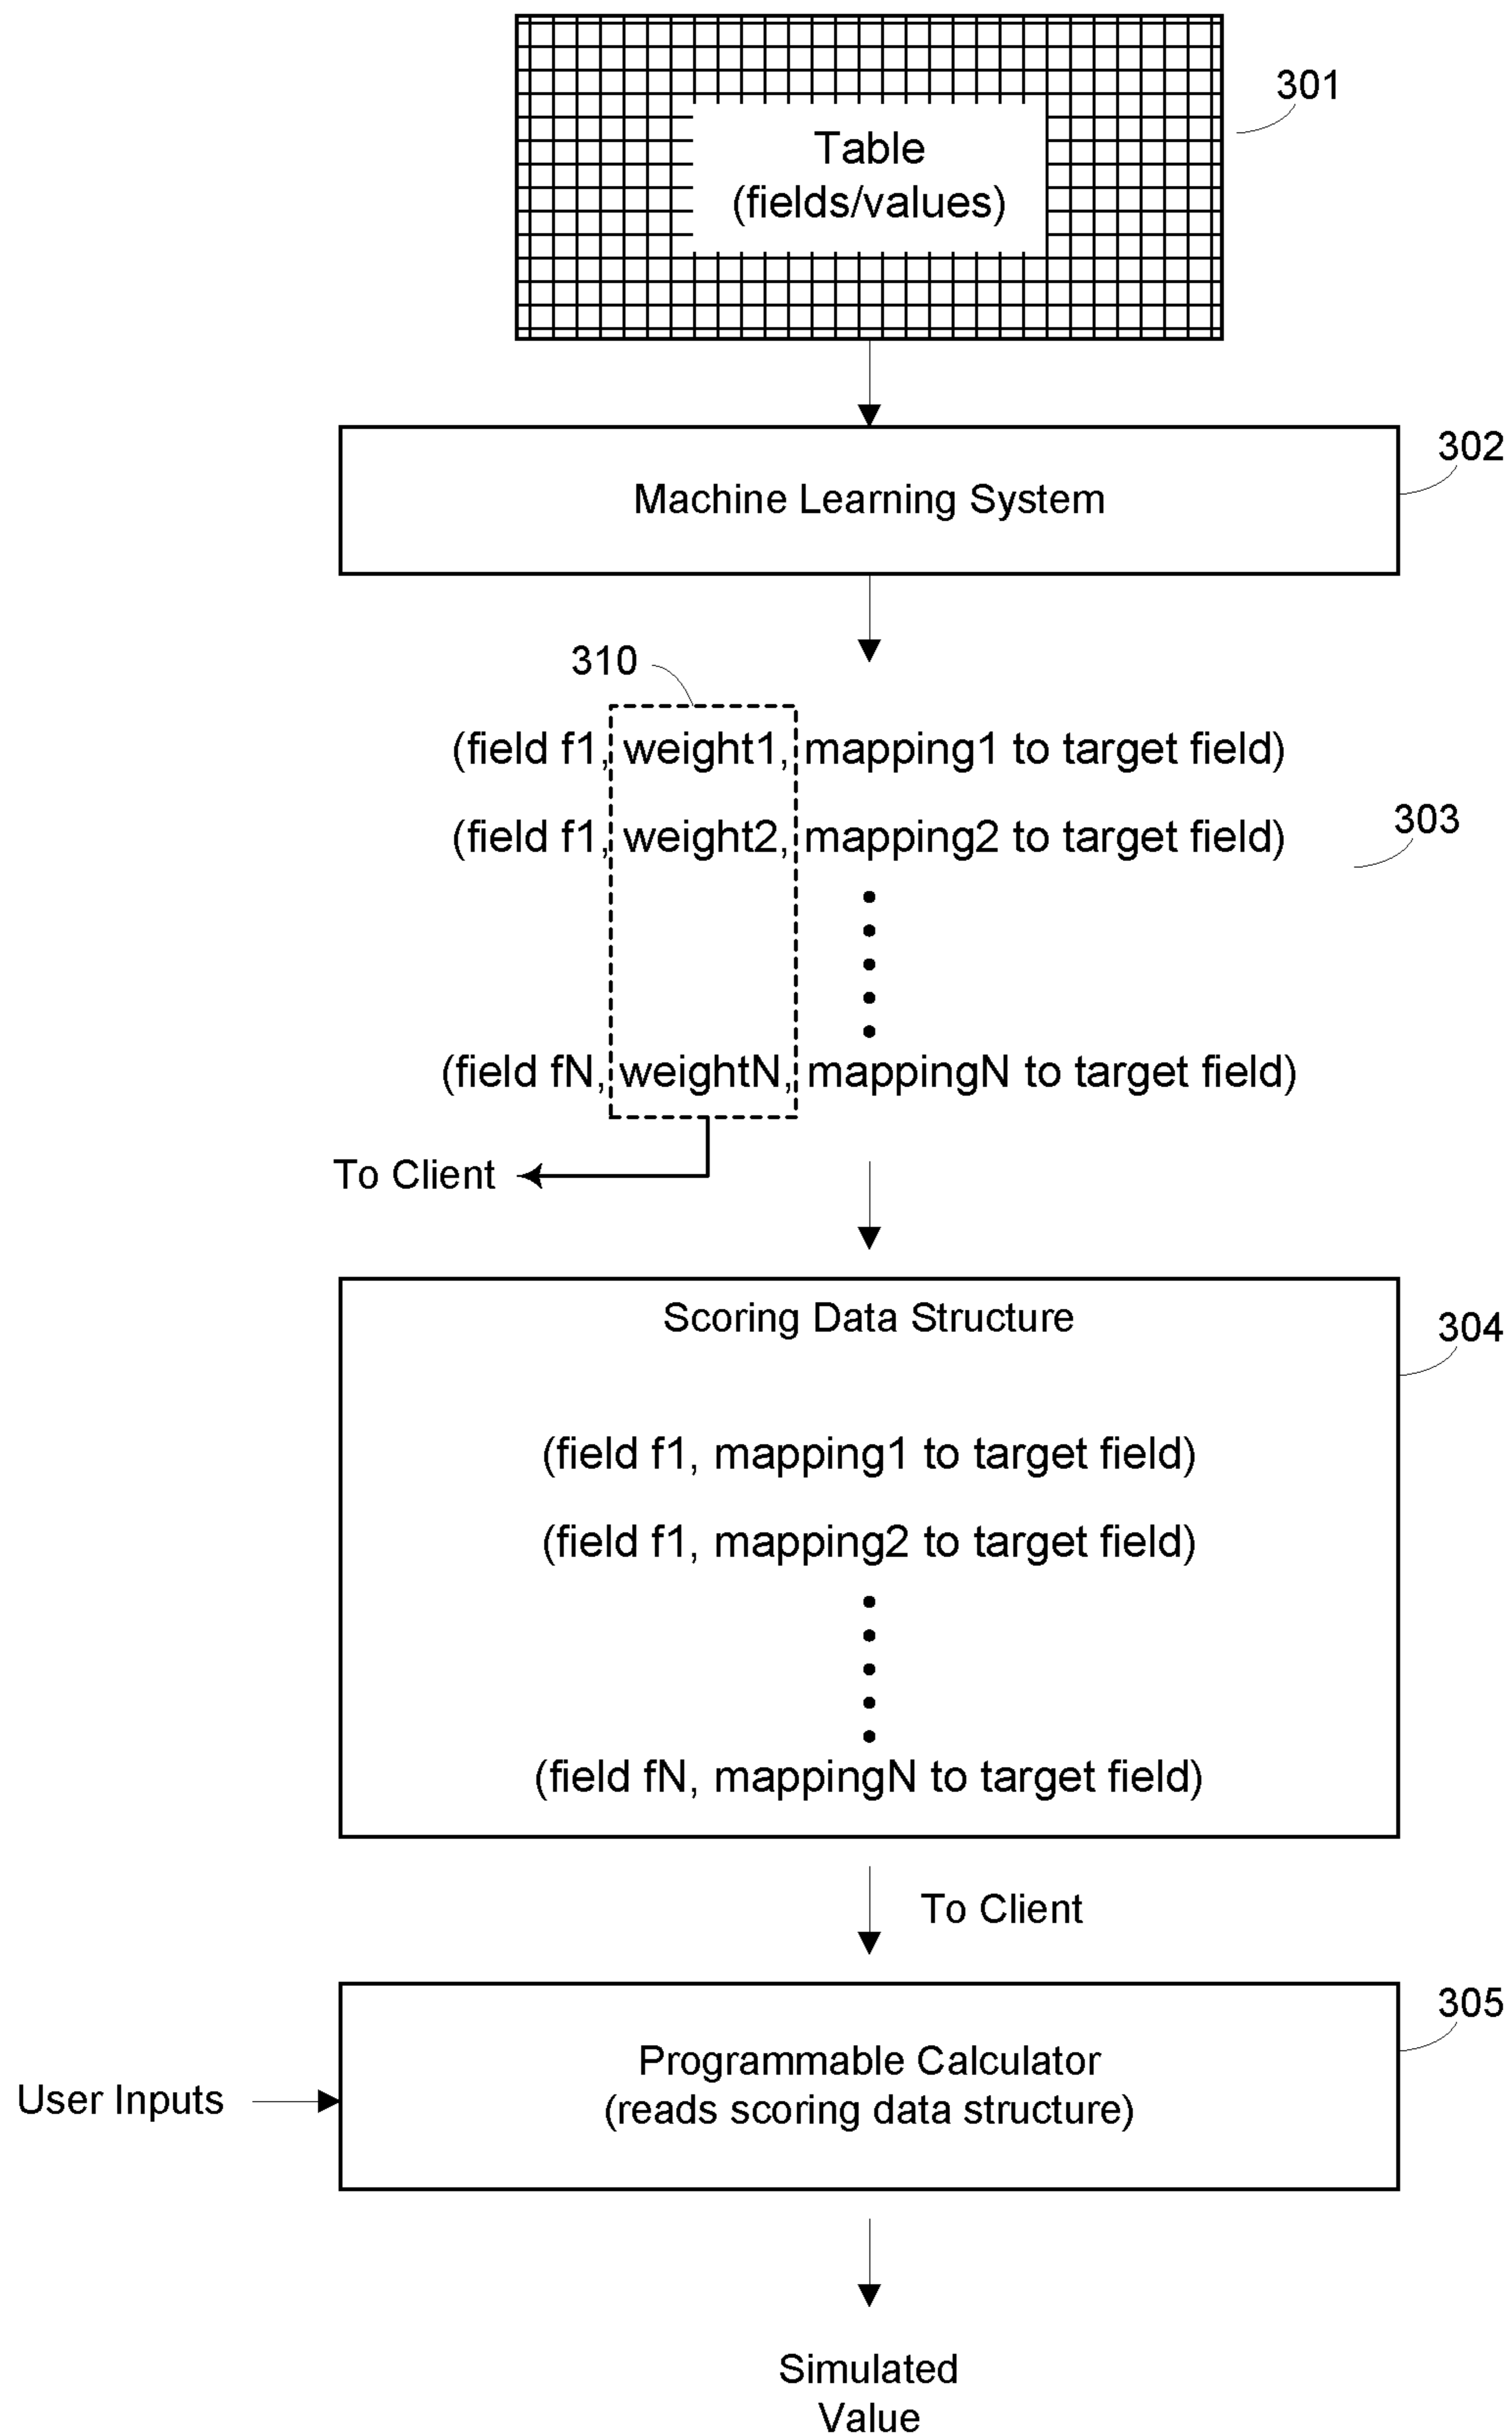 301
Table
(fields/values)
302
Machine Learning System
310
(field f1, weight1, mapping1 to target field)
303
(field f1, weight2, mapping2 to target field)
(field fN, weightN, mappingN to target field)
To Client
Scoring Data Structure
304
(field f1, mapping1 to target field)
(field f1, mapping2 to target field)
(field fN, mappingN to target field)
To Client
305
Programmable Calculator
User Inputs
(reads scoring data structure)
Simulated
Value